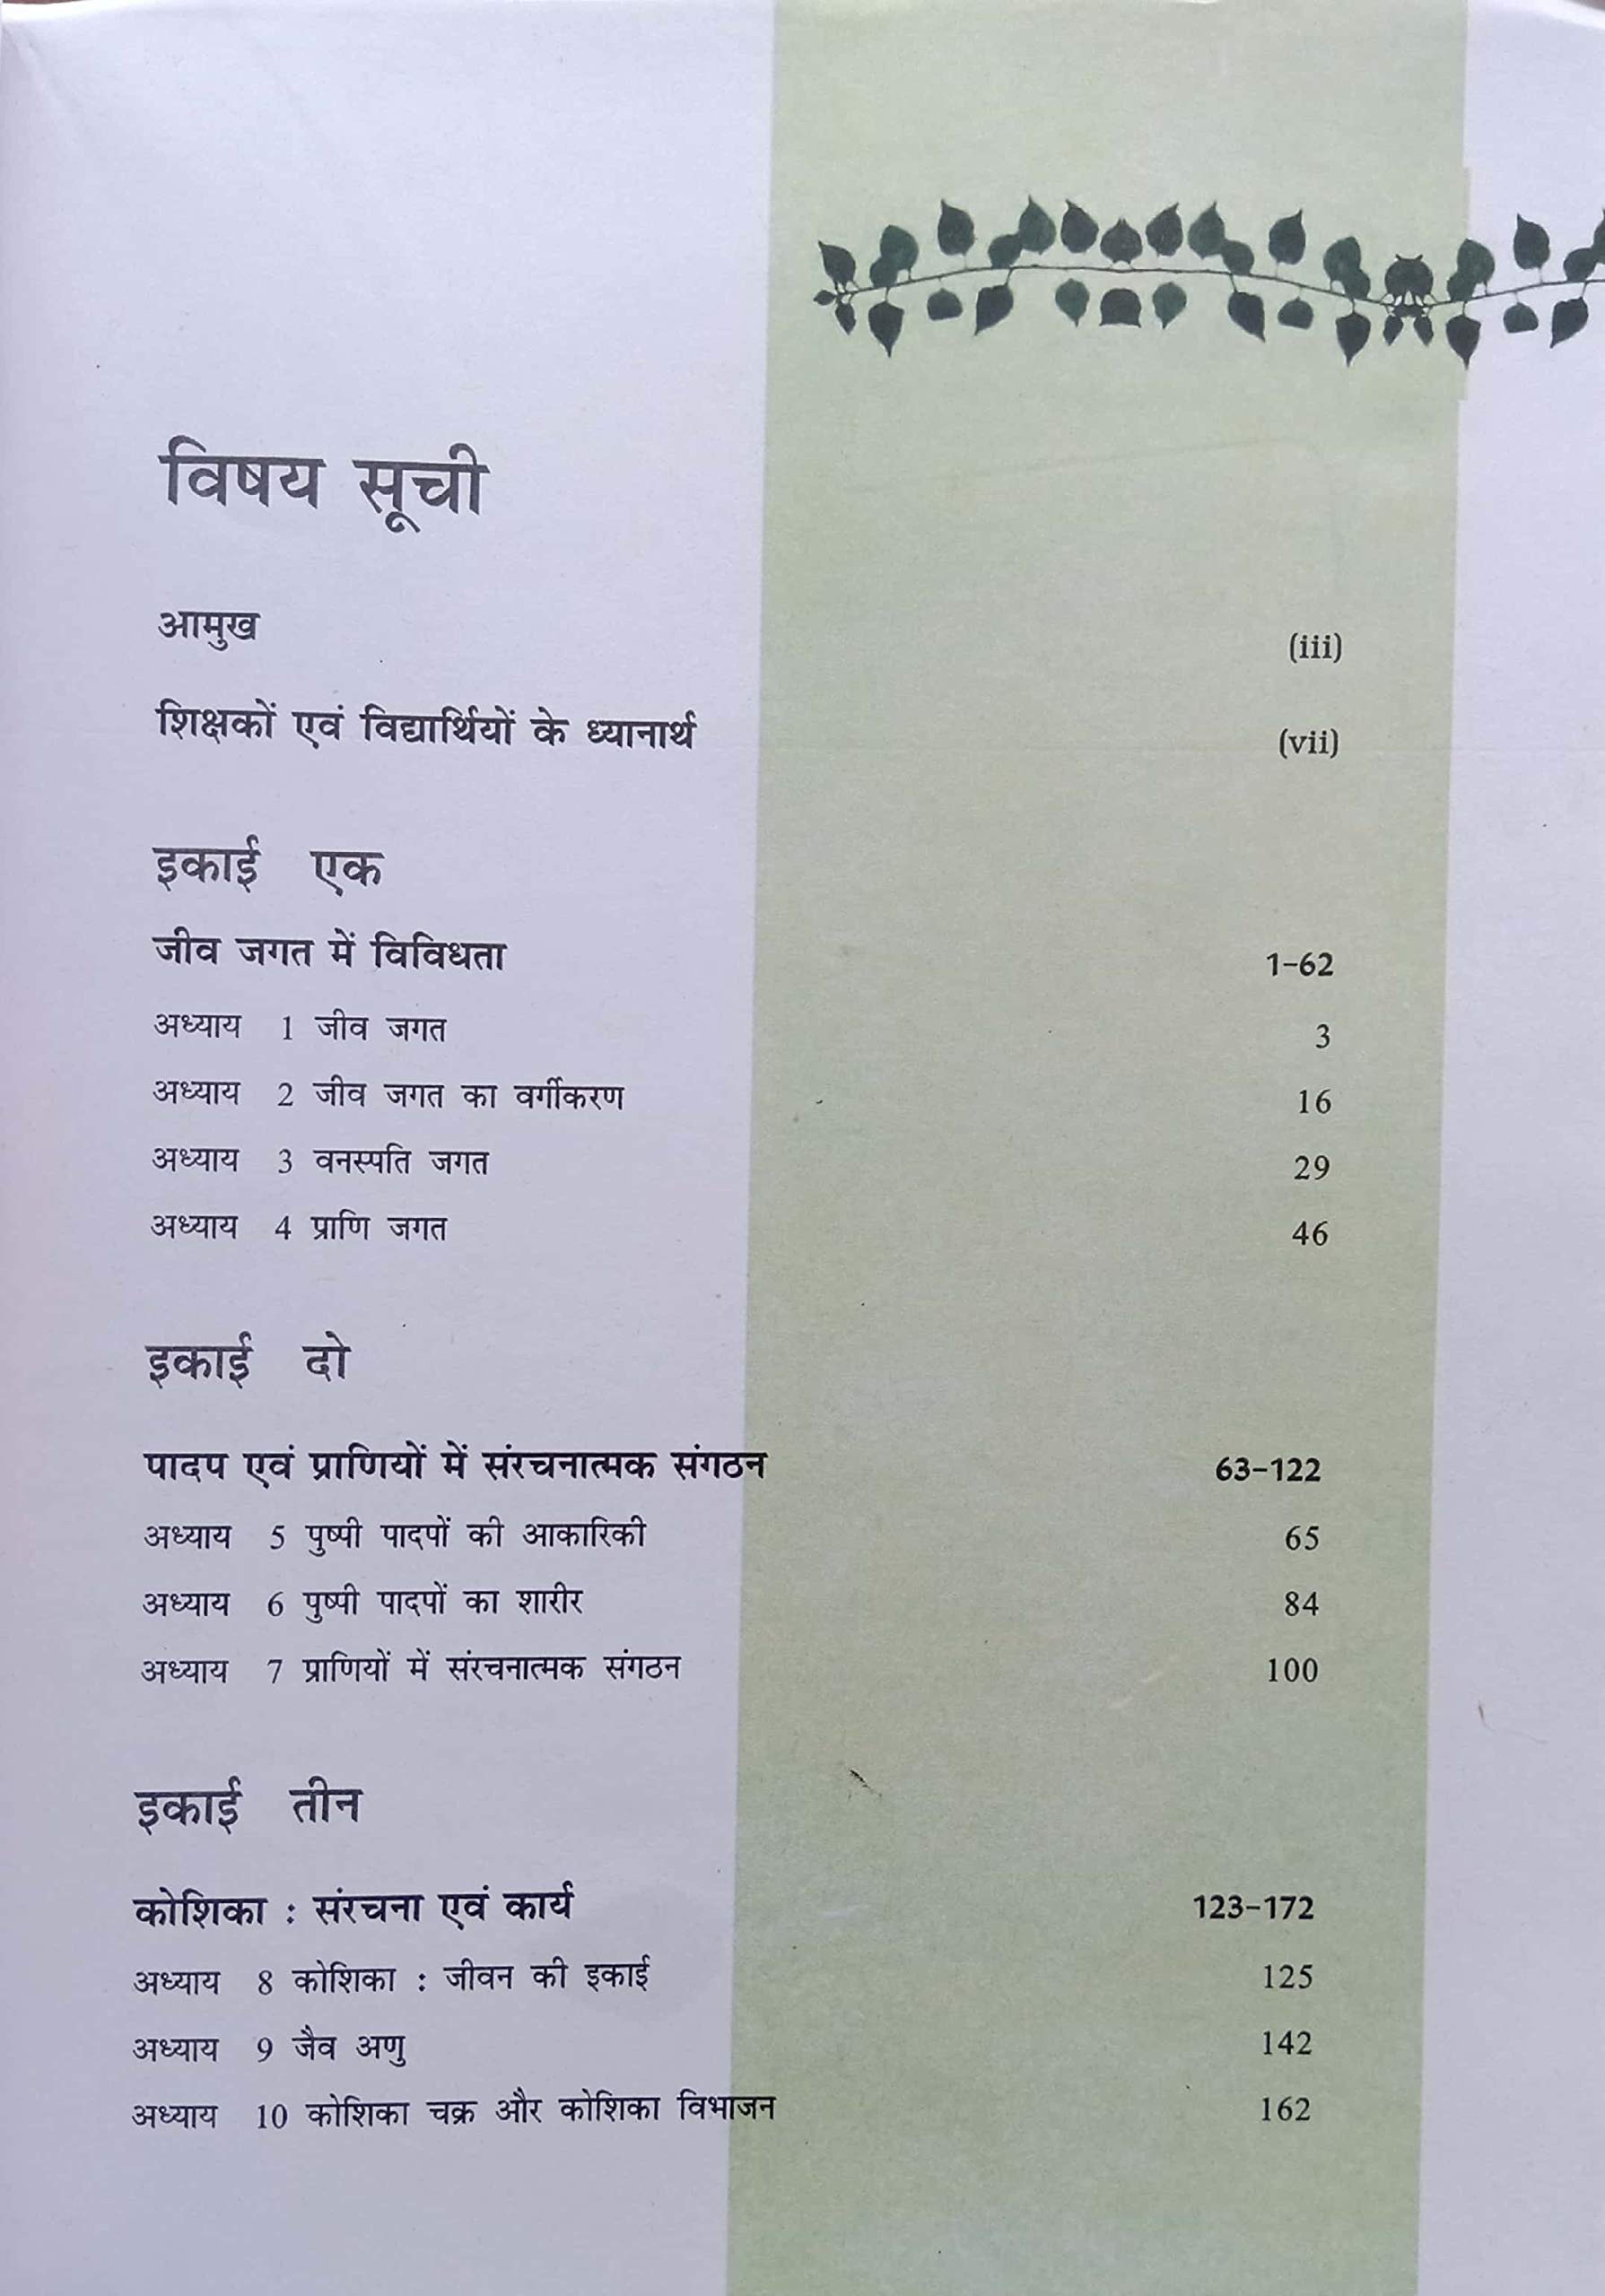 विषय सूची
आमुख (iii)
शिक्षकों एवं विद्यार्थियों के ध्यानार्थ (vii)
इकाई एक
जीव जगत में विविधता 1-62
अध्याय 1 जीव जगत 3
अध्याय 2 जीव जगत का वर्गीकरण 16
अध्याय 3 वनस्पति जगत 29
अध्याय 4 प्राणि जगत 46
इकाई दो
पादप एवं प्राणियों में संरचनात्मक संगठन 63-122
अध्याय 5 पुष्पी पादपों की आकारिकी 65
अध्याय 6 पुष्पी पादपों का शारीर 84
अध्याय 7 प्राणियों में संरचनात्मक संगठन 100
इकाई तीन
कोशिका : संरचना एवं कार्य 123-172
अध्याय 8 कोशिका : जीवन की इकाई 125
अध्याय 9 जैव अणु 142
अध्याय 10 कोशिका चक्र और कोशिका विभाजन 162